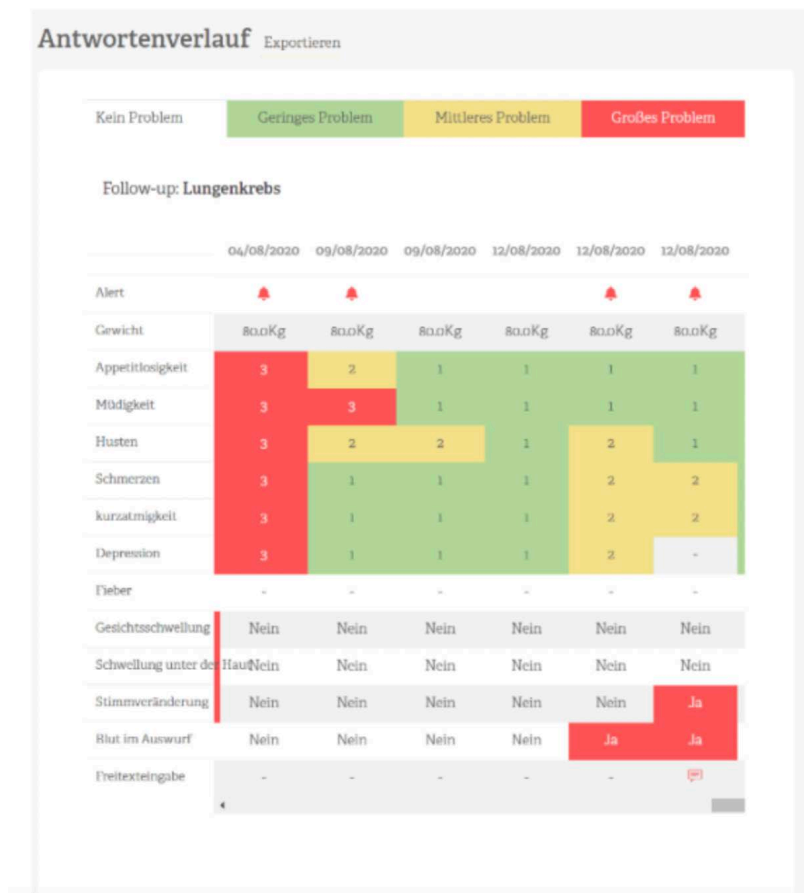 Antwortenverlauf Exportieren
Kein Problem Geringes Problem Mittleres Problem Großes Problem
Follow-up: Lungenkrebs
04/08/2020 09/08/2020 09/08/2020 12/08/2020 12/08/2020 12/08/2020
Alert
Gewicht 80.0Kg 80.0Kg 80.0Kg 80.0Kg 80.0Kg 80.0Kg
Appetitlosigkeit 3 2 1 1 1 1
Müdigkeit 3 3 1 1 1 1
Husten 3 2 2 1 2 1
Schmerzen 3 1 1 1 2 2
kurzatmigkeit 3 1 1 1 2 2
Depression 3 1 1 1 2 -
Fieber - - - - - -
Gesichtsschwellung Nein Nein Nein Nein Nein Nein
Schwellung unter der Haut Nein Nein Nein Nein Nein Nein
Stimmveränderung Nein Nein Nein Nein Nein Ja
Blut im Auswurf Nein Nein Nein Nein Ja Ja
Freitexteingabe - - - - -